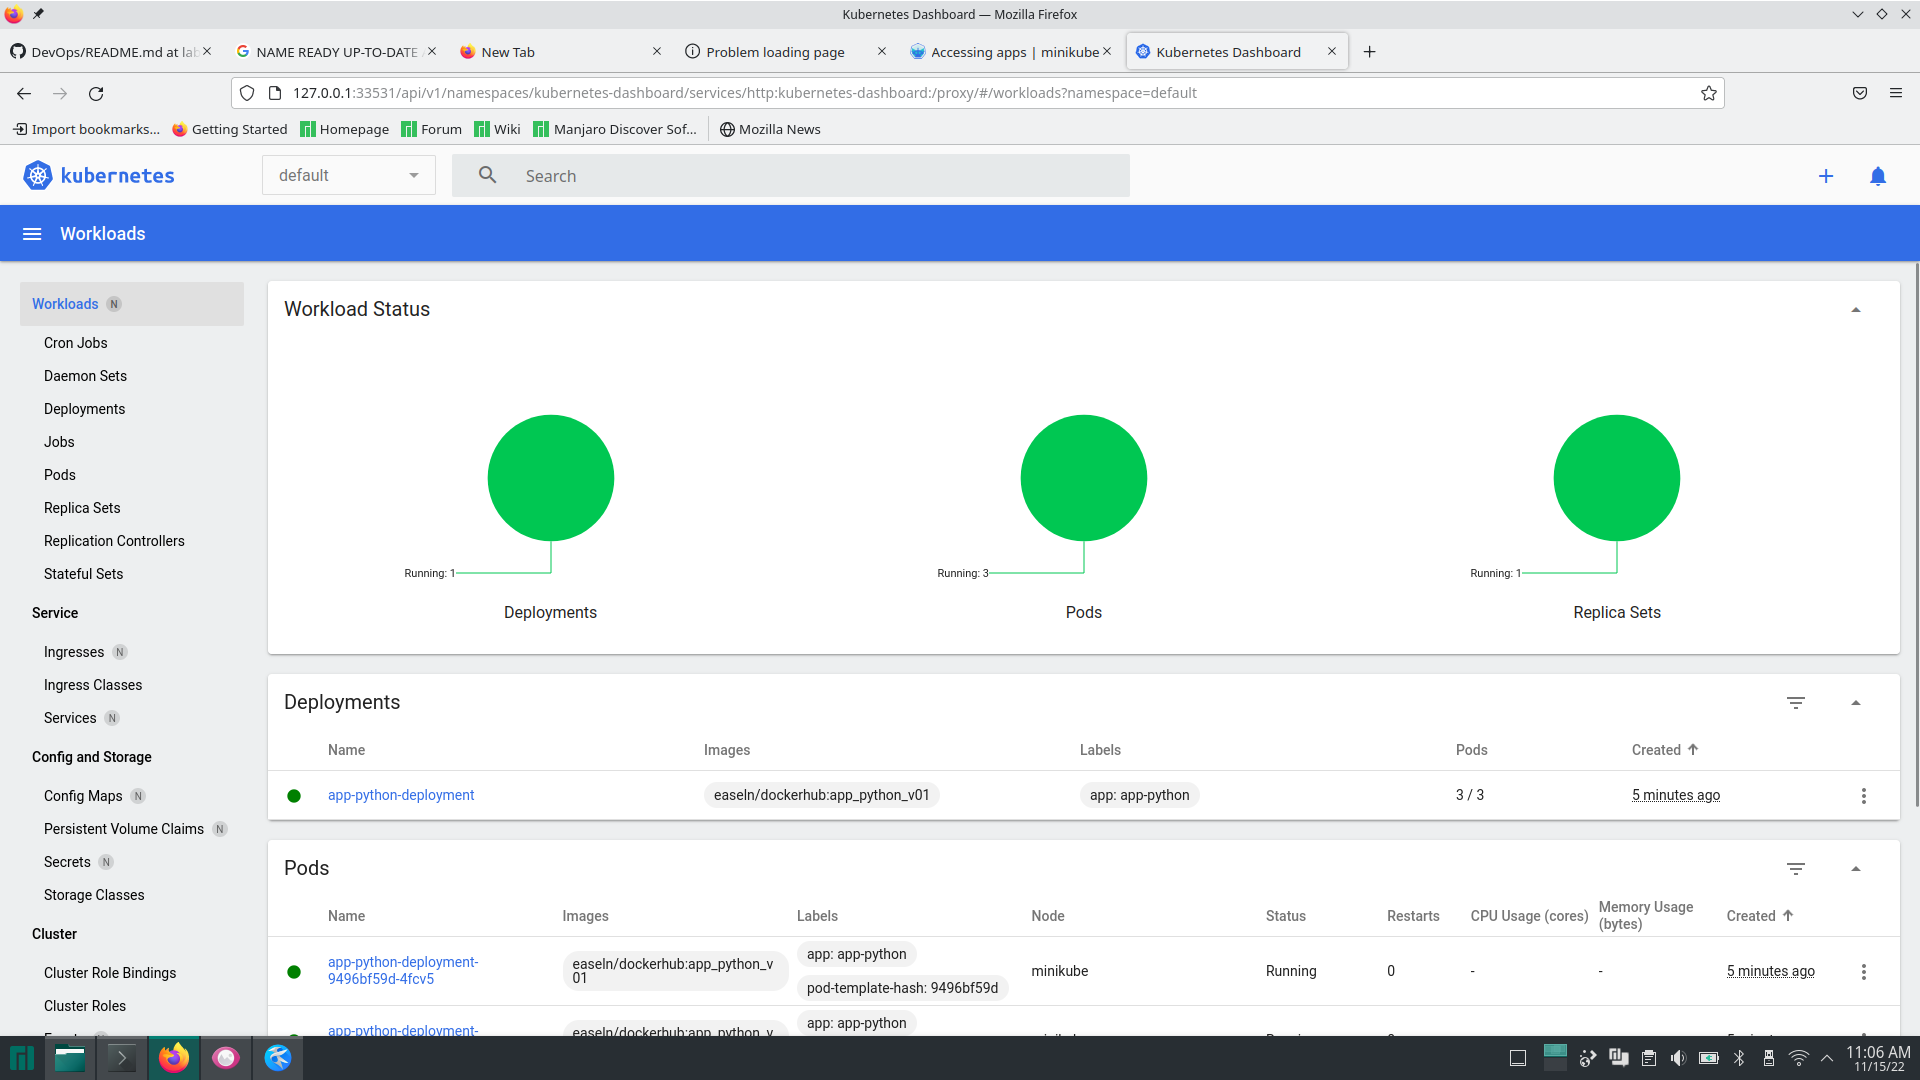 Kubernetes Dashboard — Mozilla Firefox
DevOps/README.md at lab
NAME READY UP-TO-DATE
New Tab
Problem loading page
Accessing apps | minikube
Kubernetes Dashboard
127.0.0.1:33531/api/v1/namespaces/kubernetes-dashboard/services/http:kubernetes-dashboard:/proxy/#/workloads?namespace=default
Import bookmarks...
Getting Started
Homepage
Forum
Wiki
Manjaro Discover Sof...
Mozilla News
kubernetes
default
Search
Workloads
Workloads N
Cron Jobs
Daemon Sets
Deployments
Jobs
Pods
Replica Sets
Replication Controllers
Stateful Sets
Service
Ingresses N
Ingress Classes
Services N
Config and Storage
Config Maps N
Persistent Volume Claims N
Secrets N
Storage Classes
Cluster
Cluster Role Bindings
Cluster Roles
Workload Status
Running: 1
Deployments
Running: 3
Pods
Running: 1
Replica Sets
Deployments
Name Images Labels Pods Created
app-python-deployment easeln/dockerhub:app_python_v01 app: app-python 3 / 3 5 minutes ago
Pods
Name Images Labels Node Status Restarts CPU Usage (cores) Memory Usage (bytes) Created
app-python-deployment-
9496bf59d-4fcv5
easeln/dockerhub:app_python_v
01
app: app-python
pod-template-hash: 9496bf59d
minikube
Running
0
-
-
5 minutes ago
app-python-deployment-
easeln/dockerhub:app_python_v
app: app-python
11:06 AM
11/15/22